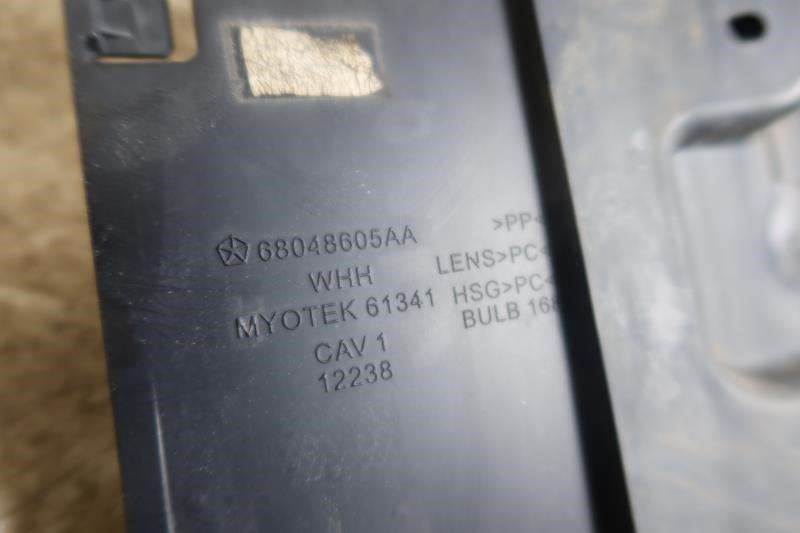 68048605AA
WHH
MYOTEK 61341
CAV 1
12238
>PP<
LENS>PC<
HSG>PC<
BULB 168